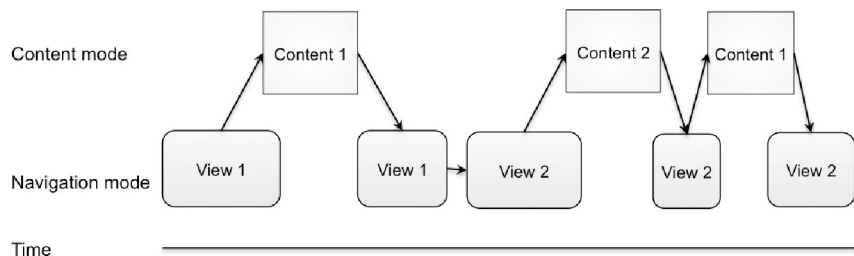 Content mode
Content 1
Content 2
Content 1
View 1
View 1
View 2
View 2
View 2
Navigation mode
Time